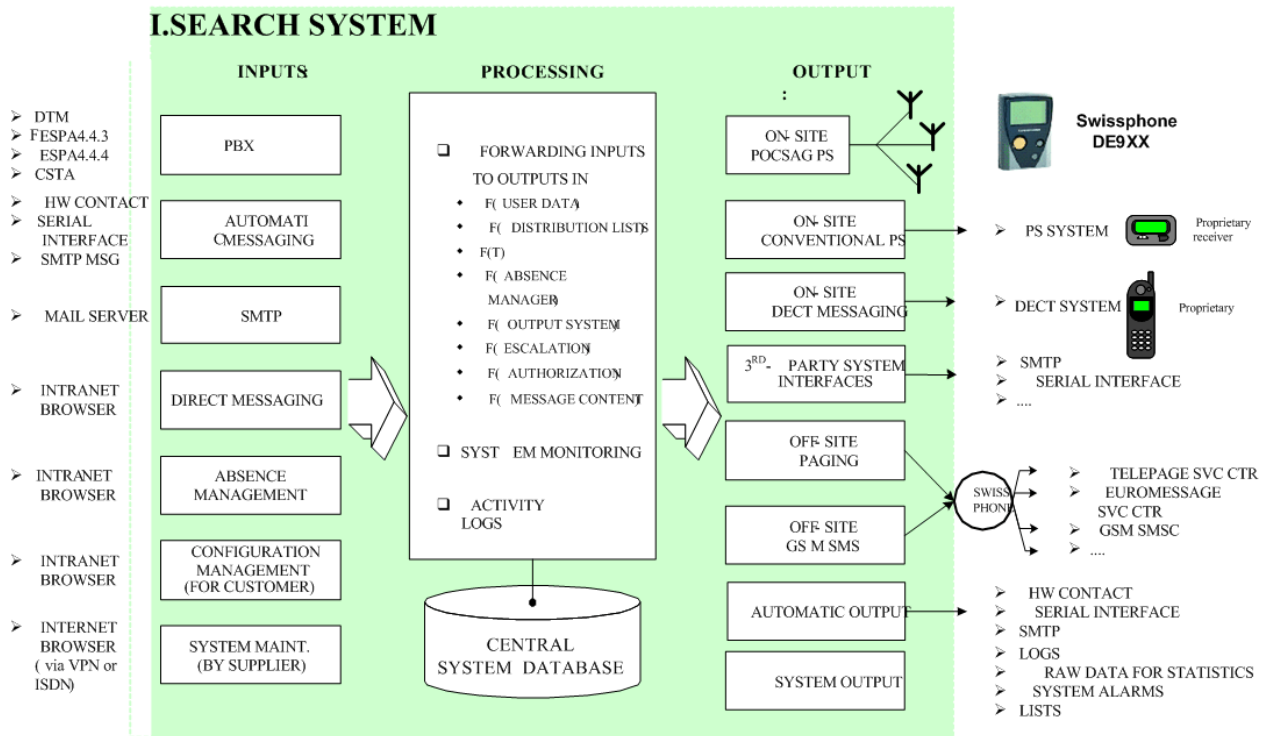 I.SEARCH SYSTEM
INPUTS:
PROCESSING
OUTPUT
:
DTM
FESPA4.4.3
ESPA4.4.4
CSTA
HW CONTACT
SERIAL
INTERFACE
SMTP MSG
MAIL SERVER
INTRANET
BROWSER
INTRANET
BROWSER
INTRANET
BROWSER
INTERNET
BROWSER
( via VPN or
ISDN)
PBX
AUTOMATI
CMESSAGING
SMTP
DIRECT MESSAGING
ABSENCE
MANAGEMENT
CONFIGURATION
MANAGEMENT
(FOR CUSTOMER)
SYSTEM MAINT.
(BY SUPPLIER)
FORWARDING INPUTS
TO OUTPUTS IN
F( USER DATA)
F( DISTRIBUTION LISTS
F(T)
F( ABSENCE
MANAGER)
F( OUTPUT SYSTEM)
F( ESCALATION)
F( AUTHORIZATION)
F( MESSAGE CONTENT)
SYST EM MONITORING
ACTIVITY
LOGS
CENTRAL
SYSTEM DATABASE
ON- SITE
POCSAG PS
ON- SITE
CONVENTIONAL PS
ON- SITE
DECT MESSAGING
3RD- PARTY SYSTEM
INTERFACES
OFF- SITE
PAGING
OFF- SITE
GS M SMS
AUTOMATIC OUTPUT
SYSTEM OUTPUT
Swissphone
DE9XX
PS SYSTEM
Proprietary
receiver
DECT SYSTEM
Proprietary
SMTP
SERIAL INTERFACE
....
SWISS
PHONE
TELEPAGE SVC CTR
EUROMESSAGE
SVC CTR
GSM SMSC
....
HW CONTACT
SERIAL INTERFACE
SMTP
LOGS
RAW DATA FOR STATISTICS
SYSTEM ALARMS
LISTS